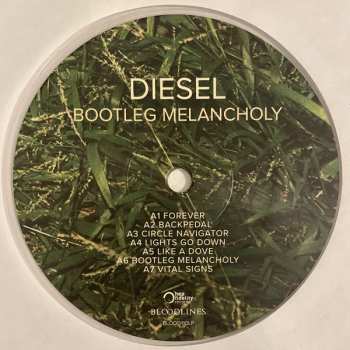 DIESEL
BOOTLEG MELANCHOLY
A1 FOREVER
A2 BACKPEDAL
A3 CIRCLE NAVIGATOR
A4 LIGHTS GO DOWN
A5 LIKE A DOVE
A6 BOOTLEG MELANCHOLY
A7 VITAL SIGNS
fidelity
BLOODLINES